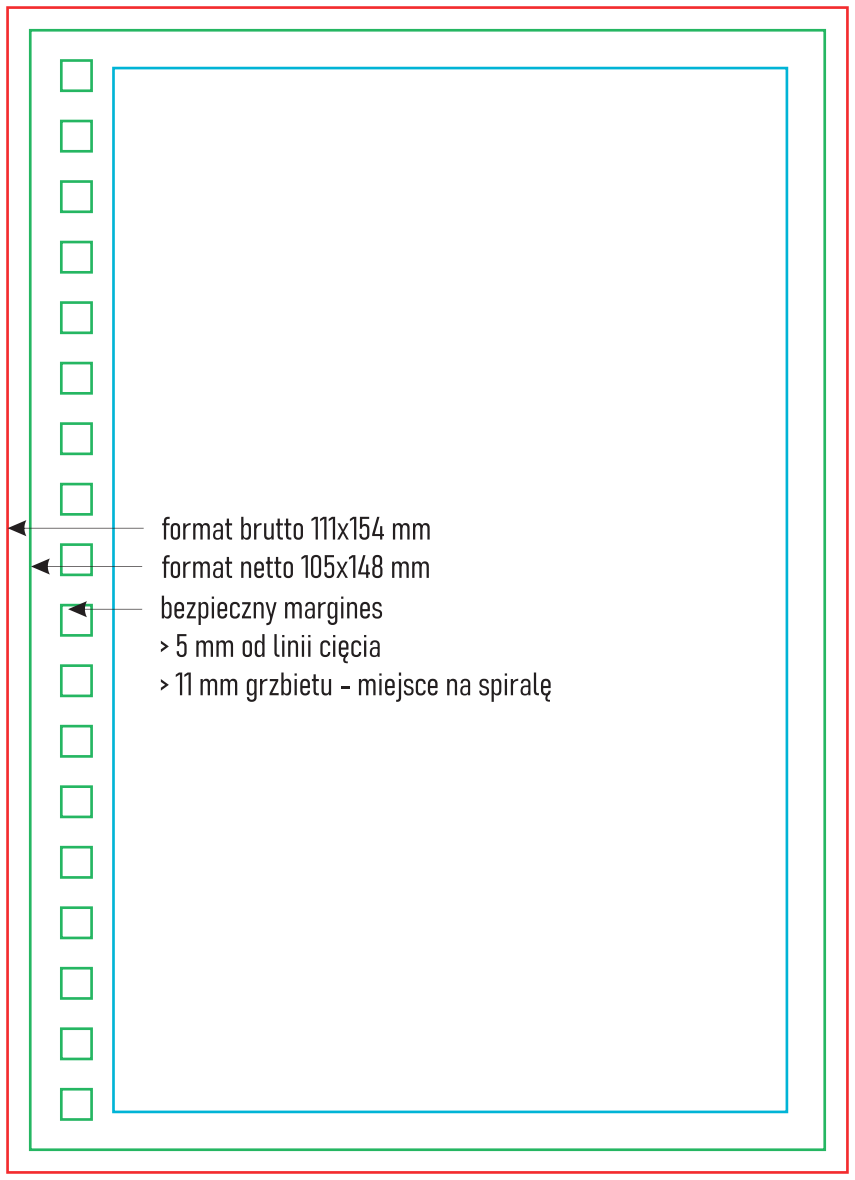 format brutto 111x154 mm
format netto 105x148 mm
bezpieczny margines
> 5 mm od linii cięcia
> 11 mm grzbietu - miejsce na spiralę